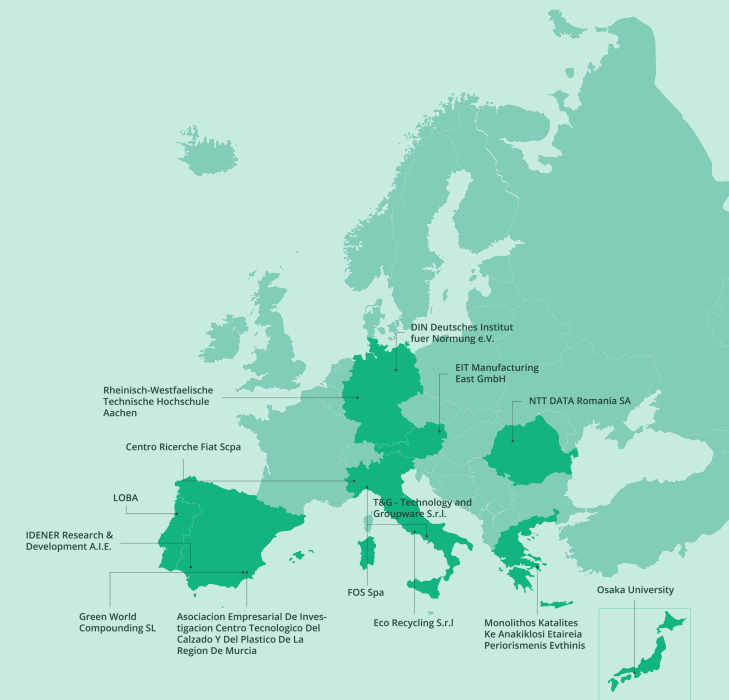 DIN Deutsches Institut
fuer Normung e.V.
EIT Manufacturing
East GmbH
Rheinisch-Westfaelische
Technische Hochschule
Aachen
NTT DATA Romania SA
Centro Ricerche Fiat Scpa
LOBA
T&G - Technology and
Groupware S.r.l.
IDENER Research &
Development A.I.E.
FOS Spa
Osaka University
Green World
Compounding SL
Asociacion Empresarial De Inves-
tigacion Centro Tecnologico Del
Calzado Y Del Plastico De La
Region De Murcia
Eco Recycling S.r.l
Monolithos Katalites
Ke Anakiklosi Etaireia
Periorismenis Evthinis